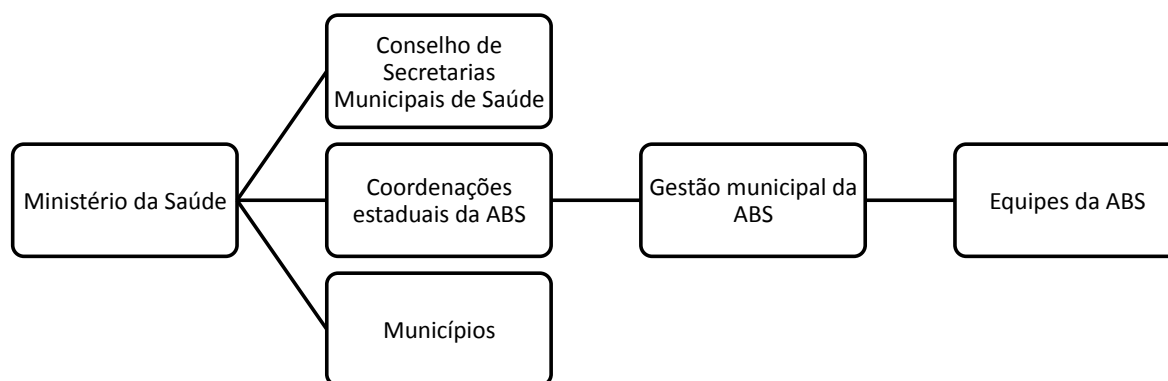 Ministério da Saúde
Conselho de
Secretarias
Municipais de Saúde
Coordenações
estaduais da ABS
Municípios
Gestão municipal da
ABS
Equipes da ABS